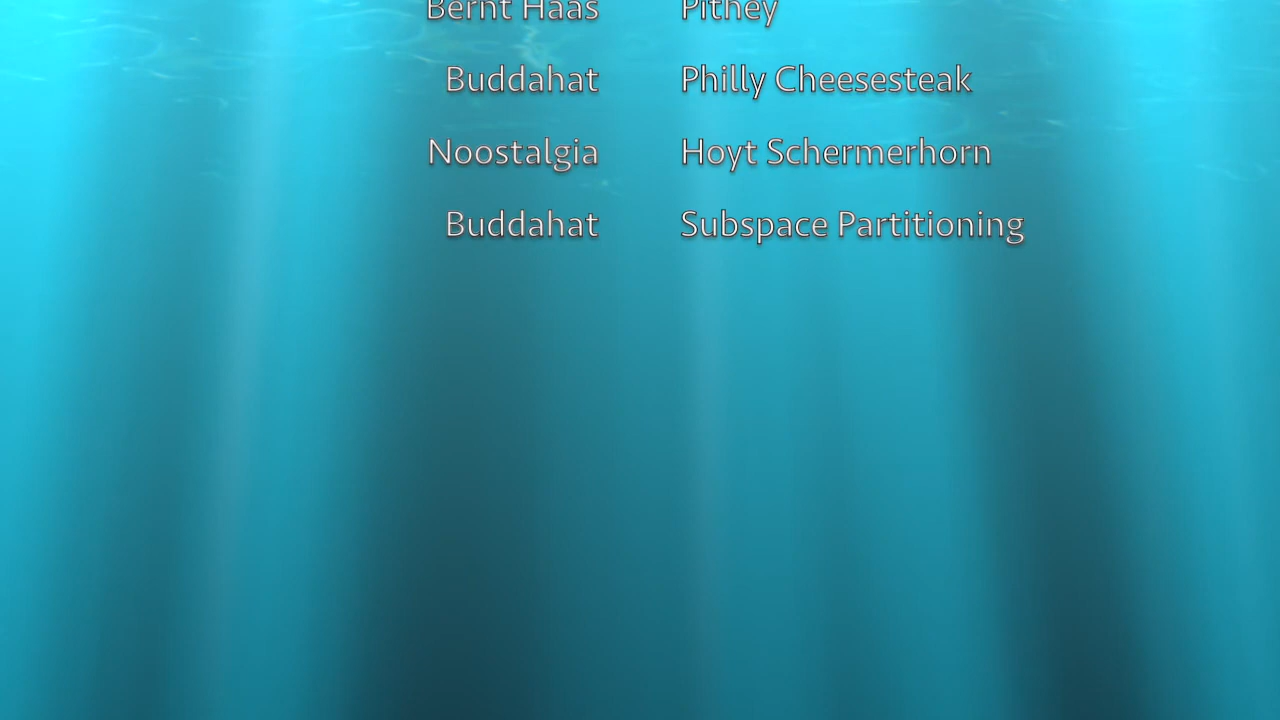 Bernt Haas Pithey
Buddahat Philly Cheesesteak
Noostalgia Hoyt Schermerhorn
Buddahat Subspace Partitioning